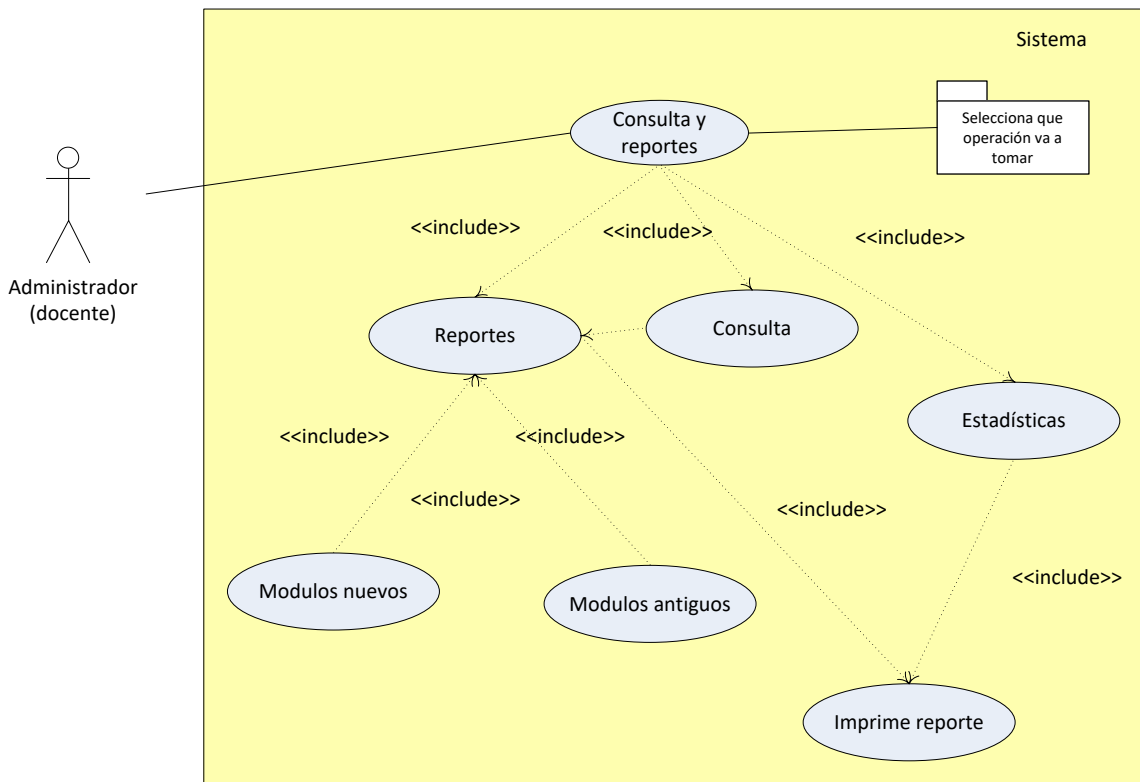 Sistema
Consulta y
reportes
Selecciona que
operación va a
tomar
<<include>>
<<include>>
<<include>>
Administrador
(docente)
Reportes
Consulta
Estadísticas
<<include>>
<<include>>
<<include>>
<<include>>
Modulos nuevos
Modulos antiguos
<<include>>
Imprime reporte